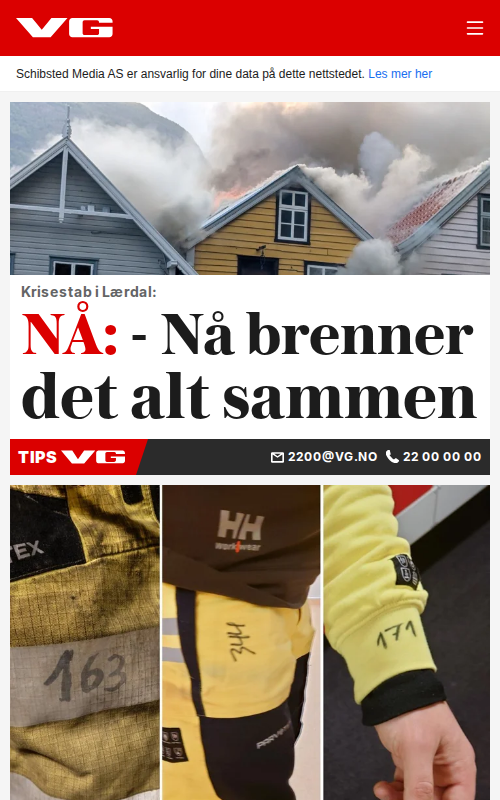 VG
Schibsted Media AS er ansvarlig for dine data på dette nettstedet. Les mer her
Krisestab i Lærdal:
NÅ: - Nå brenner
det alt sammen
TIPS VG
2200@VG.NO 22 00 00 00
TEX
163
HH
workwear
344
171